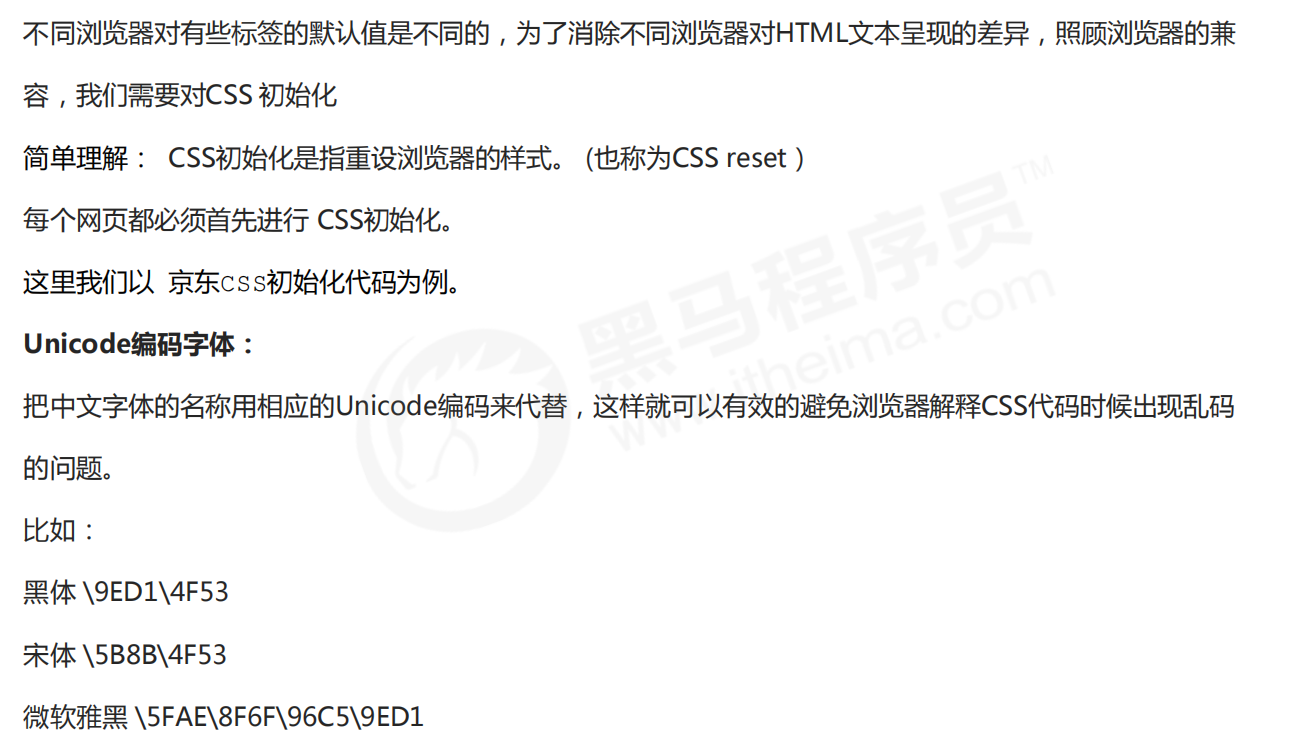 不同浏览器对有些标签的默认值是不同的，为了消除不同浏览器对HTML文本呈现的差异，照顾浏览器的兼
容，我们需要对CSS 初始化
简单理解： CSS初始化是指重设浏览器的样式。 (也称为CSS reset ）
每个网页都必须首先进行 CSS初始化。
这里我们以 京东CSS初始化代码为例。
Unicode编码字体：
把中文字体的名称用相应的Unicode编码来代替，这样就可以有效的避免浏览器解释CSS代码时候出现乱码
的问题。
比如：
黑体 \9ED1\4F53
宋体 \5B8B\4F53
微软雅黑 \5FAE\8F6F\96C5\9ED1
黑马程序员™
www.itheima.com